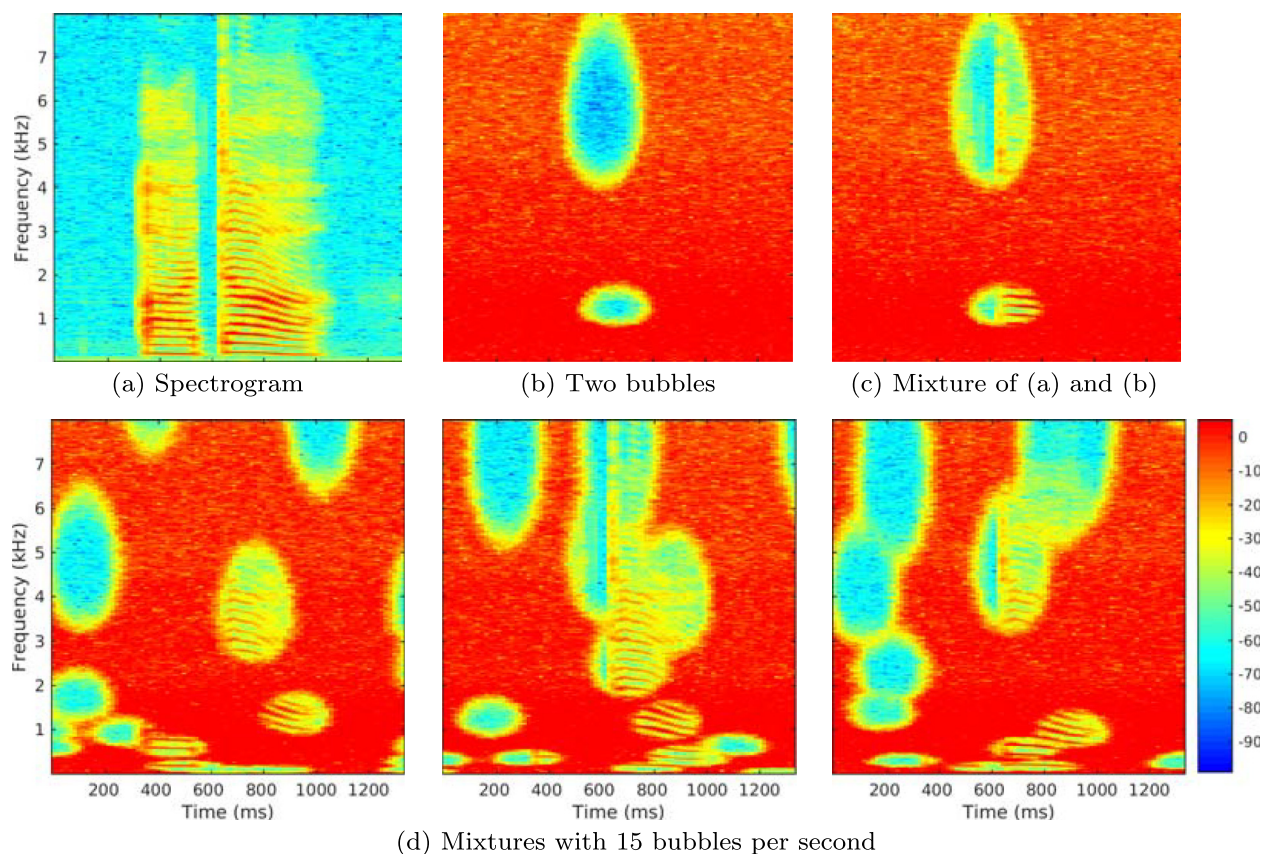 7
6
5
4
3
2
1
Frequency (kHz)
(a) Spectrogram
(b) Two bubbles
(c) Mixture of (a) and (b)
7
6
5
4
3
2
1
Frequency (kHz)
200 400 600 800 1000 1200
Time (ms)
200 400 600 800 1000 1200
Time (ms)
200 400 600 800 1000 1200
Time (ms)
0
-10
-20
-30
-40
-50
-60
-70
-80
-90
(d) Mixtures with 15 bubbles per second